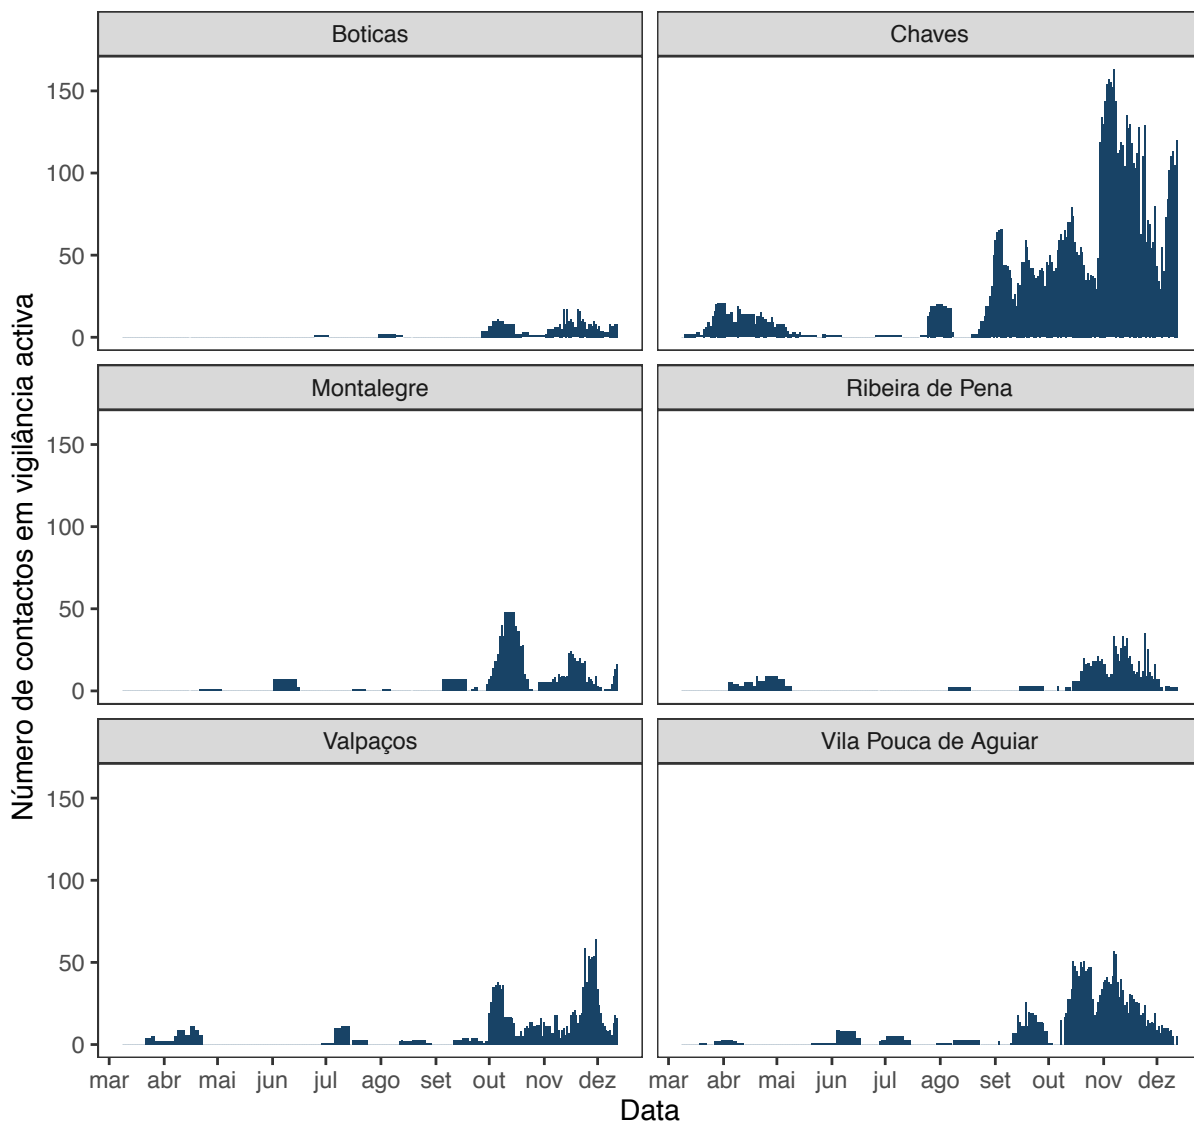 Boticas
Chaves
150
100
50
0
Montalegre
Ribeira de Pena
150
100
50
0
Valpaços
Vila Pouca de Aguiar
150
100
50
0
Número de contactos em vigilância activa
mar abr mai jun jul ago set out nov dez
mar abr mai jun jul ago set out nov dez
Data